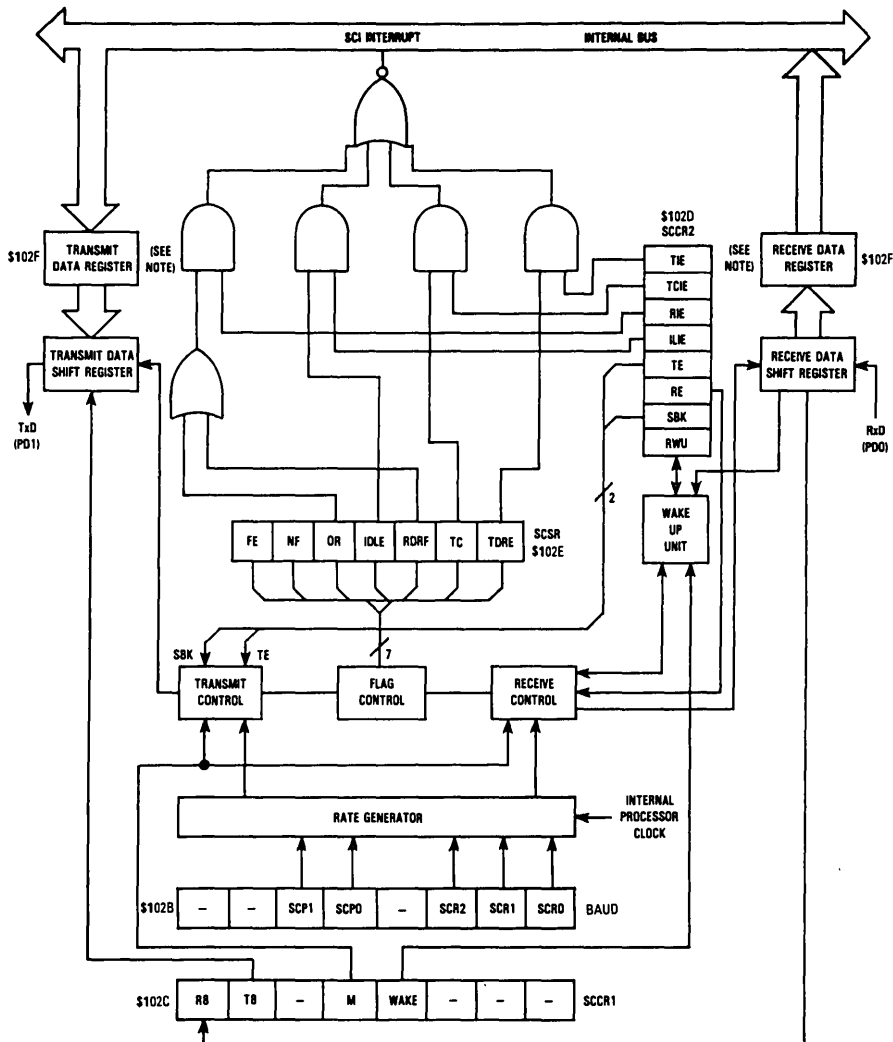 SCI INTERRUPT
INTERNAL BUS
$102D
SCCR2
$102F
TRANSMIT
DATA REGISTER
(SEE
NOTE)
TIE
TCIE
RIE
ILIE
TE
RE
SBK
RWU
(SEE
NOTE)
RECEIVE DATA
REGISTER
$102F
TRANSMIT DATA
SHIFT REGISTER
RECEIVE DATA
SHIFT REGISTER
TxD
(PD1)
RxD
(PD0)
2
WAKE
UP
UNIT
FE NF OR IDLE RDRF TC TDRE
SCSR
$102E
SBK
TE
7
TRANSMIT
CONTROL
FLAG
CONTROL
RECEIVE
CONTROL
RATE GENERATOR
INTERNAL
PROCESSOR
CLOCK
$102B – – SCP1 SCP0 – SCR2 SCR1 SCR0 BAUD
$102C R8 T8 – M WAKE – – – SCCR1